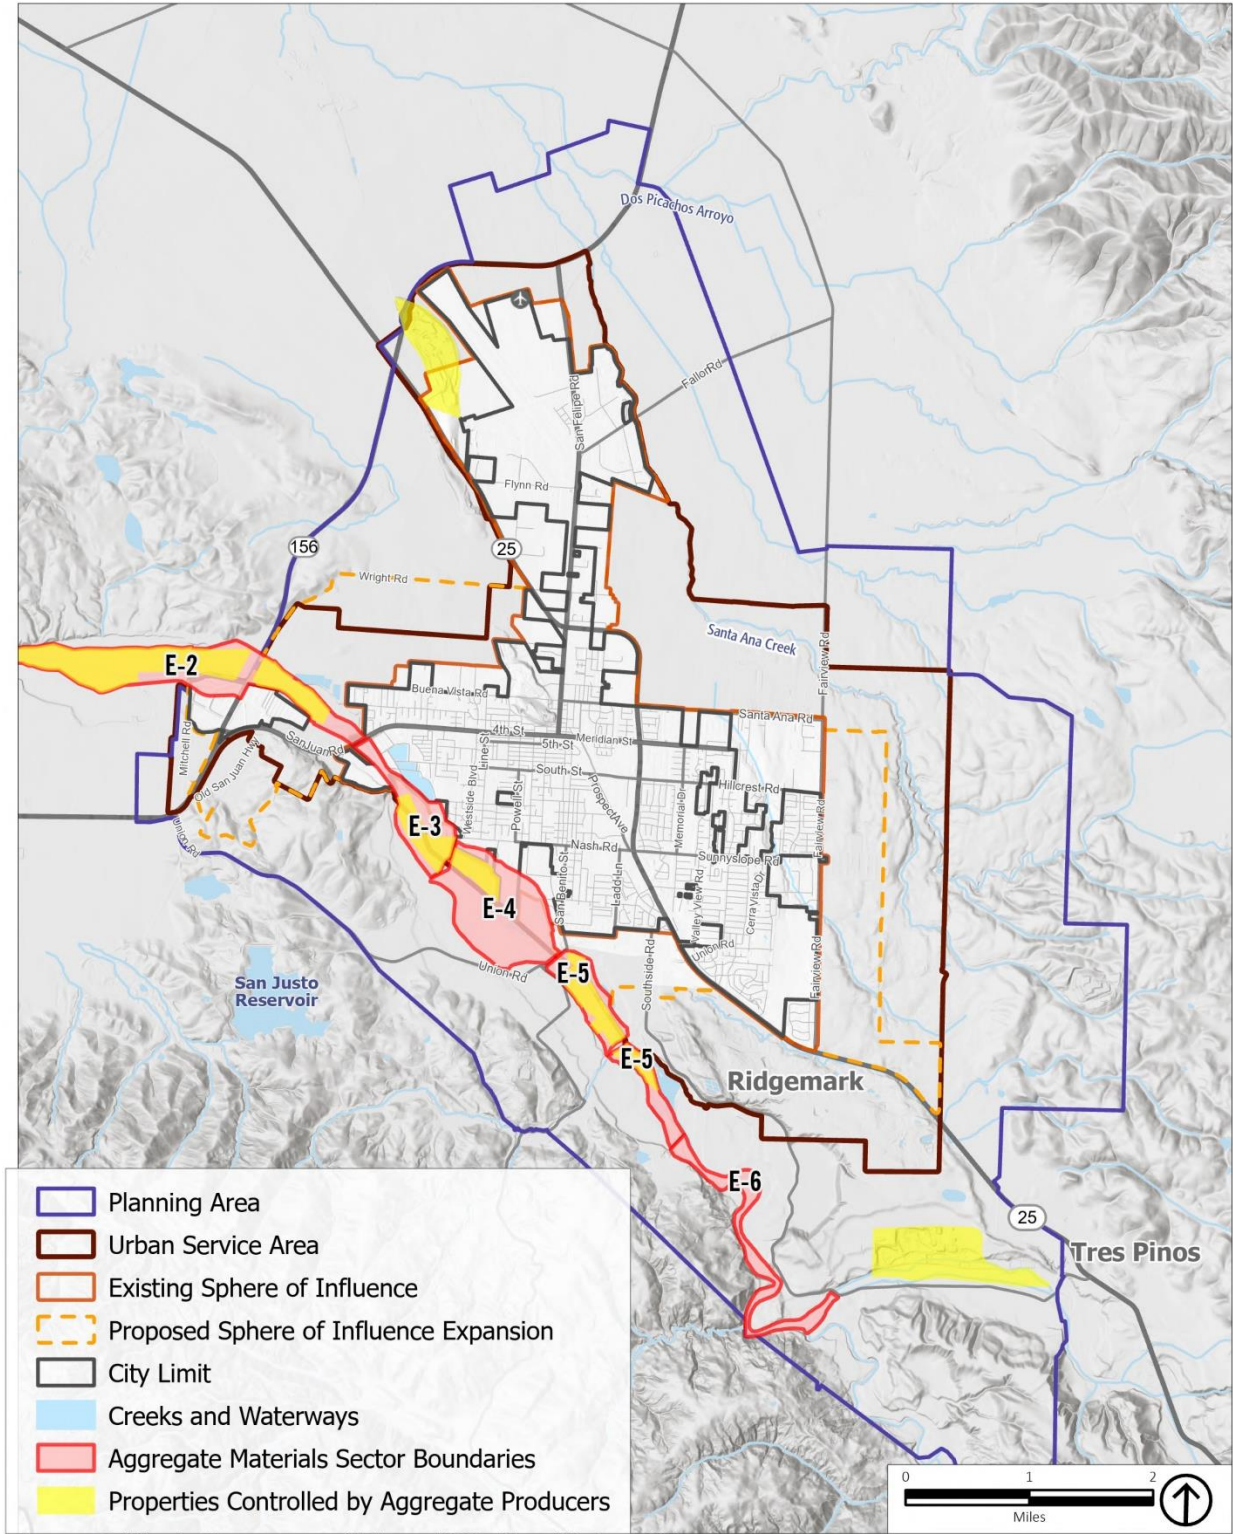 Dos Picachos Arroyo
Fallon Rd
San Felipe Rd
Flynn Rd
156
25
Wright Rd
Santa Ana Creek
Fairview Rd
E-2
Buena Vista Rd
Santa Ana Rd
Mitchell Rd
San Juan Rd
4th St
Meridian St
5th St
Line St
Old San Juan Hwy
South St
Westside Blvd
Powell St
Prospect Ave
Memorial Dr
Hillcrest Rd
Fairview Rd
Union Rd
E-3
Nash Rd
Sunnyslope Rd
San Benito St
Ladd Ln
Valley View Rd
Cerra Vista Dr
E-4
Union Rd
Union Rd
Southside Rd
Fairview Rd
E-5
San Justo
Reservoir
E-5
Ridgemark
E-6
25
Tres Pinos
Planning Area
Urban Service Area
Existing Sphere of Influence
Proposed Sphere of Influence Expansion
City Limit
Creeks and Waterways
Aggregate Materials Sector Boundaries
Properties Controlled by Aggregate Producers
0 1 2
Miles